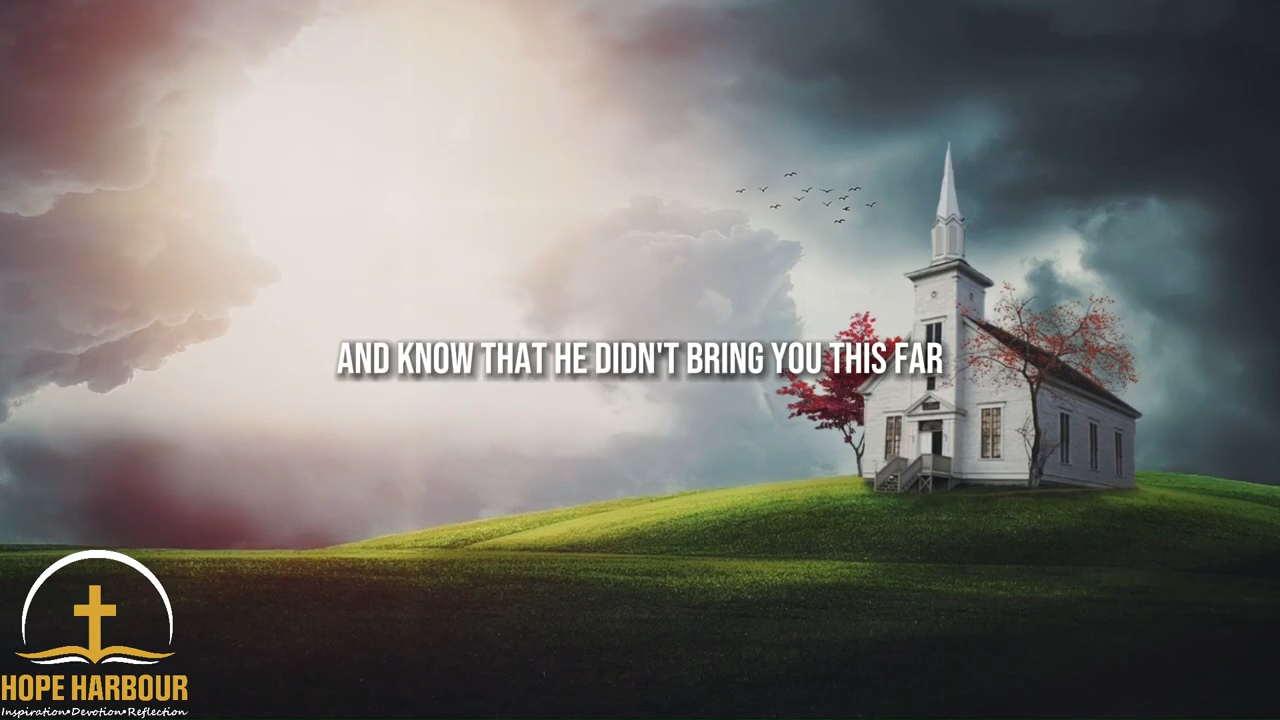 AND KNOW THAT HE DIDN'T BRING YOU THIS FAR
HOPE HARBOUR
Inspiration•Devotion•Reflection